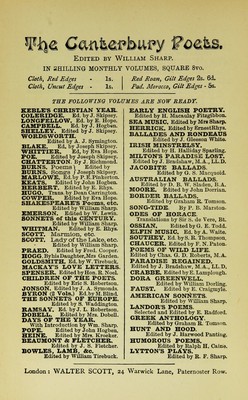 The Canterbury Poets.
EDITED BY WILLIAM SHARP.
IN SHILLING MONTHLY VOLUMES, SQUARE 8VO.
Cloth, Red Edges - 1s.
Cloth, Uncut Edges - 1s.
Red Roan, Gilt Edges 2s. 6d.
Pad. Morocco, Gilt Edges - 5s.
THE FOLLOWING VOLUMES ARE NOW READY.
KEBLE'S CHRISTIAN YEAR.
COLERIDGE, Ed. by J. Skipsey.
LONGFELLOW, Ed. by E. Hope.
CAMPBELL, Ed. by J. Hogben.
SHELLEY. Edited by J. Skipsey.
WORDSWORTH.
Edited by A. J. Symington.
BLAKE. Ed. by Joseph Skipsey.
WHITTIER, Ed. by Eva Hope.
POE. Edited by Joseph Skipsey.
CHATTERTON. By J. Richmond.
BURNS. Poems
BURNS. Songs
Edited by Joseph Skipsey.
MARLOWE, Ed. by P. E. Pinkerton.
KEATS. Edited by John Hogben.
HERBERT. Edited by E. Rhys.
HUGO. Trans. by Dean Carrington.
COWPER. Edited by Eva Hope.
SHAKESPEARE'S Poems, etc.
Edited by William Sharp.
EMERSON. Edited by W. Lewin.
SONNETS of this CENTURY.
Edited by William Sharp.
WHITMAN. Edited by E. Rhys.
SCOTT. Marmion, etc.
SCOTT. Lady of the Lake, etc.
Edited by William Sharp.
PRAED. Edited by Fred. Cooper.
HOGG. By his Daughter, Mrs Garden.
GOLDSMITH. Ed. by W. Tirebuck.
MACKAY'S LOVE LETTERS.
SPENSER. Edited by Hon. R. Noel.
CHILDREN OF THE POETS.
Edited by Eric S. Robertson.
JONSON. Edited by J. A. Symonds.
BYRON (2 Vols.) Ed. by M. Blind.
THE SONNETS OF EUROPE.
Edited by S. Waddington.
RAMSAY. Ed. by J. L. Robertson.
DOBELL. Edited by Mrs. Dobell.
DAYS OF THE YEAR.
With Introduction by Wm. Sharp.
POPE. Edited by John Hogben.
HEINE. Edited by Mrs. Kroeker.
BEAUMONT & FLETCHER.
Edited by J. S. Fletcher.
BOWLES, LAMB, &c.
Edited by William Tirebuck.
EARLY ENGLISH POETRY.
Edited by H. Macaulay Fitzgibbon.
SEA MUSIC. Edited by Mrs Sharp.
HERRICK. Edited by Ernest Rhys.
BALLADES AND RONDEAUS
Edited by J. Gleeson White.
IRISH MINSTRELSY.
Edited by H. Halliday Sparling.
MILTON'S PARADISE LOST.
Edited by J. Bradshaw, M.A., LL.D.
JACOBITE BALLADS.
Edited by G. S. Macquoid.
AUSTRALIAN BALLADS.
Edited by D. B. W. Sladen, B.A.
MOORE. Edited by John Dorrian.
BORDER BALLADS.
Edited by Graham R. Tomson.
SONG-TIDE. By P. B. Marston.
ODES OF HORACE.
Translations by Sir S. de Vere, Bt.
OSSIAN. Edited by G. E. Todd.
ELFIN MUSIC. Ed. by A. Waite.
SOUTHEY. Ed. by S. R. Thompson.
CHAUCER. Edited by F. N. Paton.
POEMS OF WILD LIFE.
Edited by Chas. G. D. Roberts, M.A.
PARADISE REGAINED.
Edited by J. Bradshaw, M.A., LL.D.
CRABBE. Edited by E. Lamplough.
DORA GREENWELL.
Edited by William Dorling.
FAUST. Edited by E. Craigmyle.
AMERICAN SONNETS.
Edited by William Sharp.
LANDOR'S POEMS.
Selected and Edited by E. Radford.
GREEK ANTHOLOGY.
Edited by Graham R. Tomson.
HUNT AND HOOD.
Edited by J. Harwood Panting.
HUMOROUS POEMS.
Edited by Ralph H. Caine.
LYTTON'S PLAYS.
Edited by R. F. Sharp.
London: WALTER SCOTT, 24 Warwick Lane, Paternoster Row.